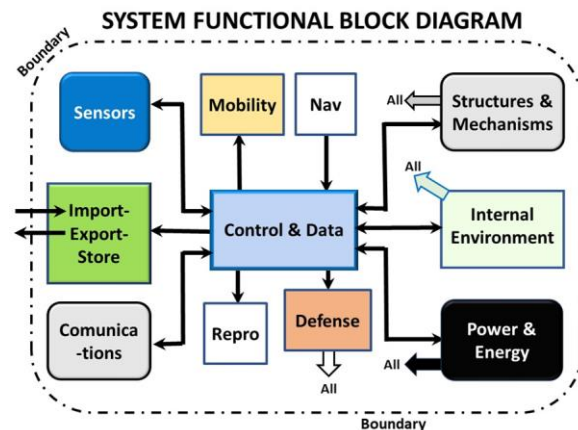 SYSTEM FUNCTIONAL BLOCK DIAGRAM
Boundary
Sensors
Mobility
Nav
All
Structures &
Mechanisms
All
Import-
Export-
Store
Control & Data
Internal
Environment
Comunica
-tions
Repro
Defense
All
All
Power &
Energy
Boundary